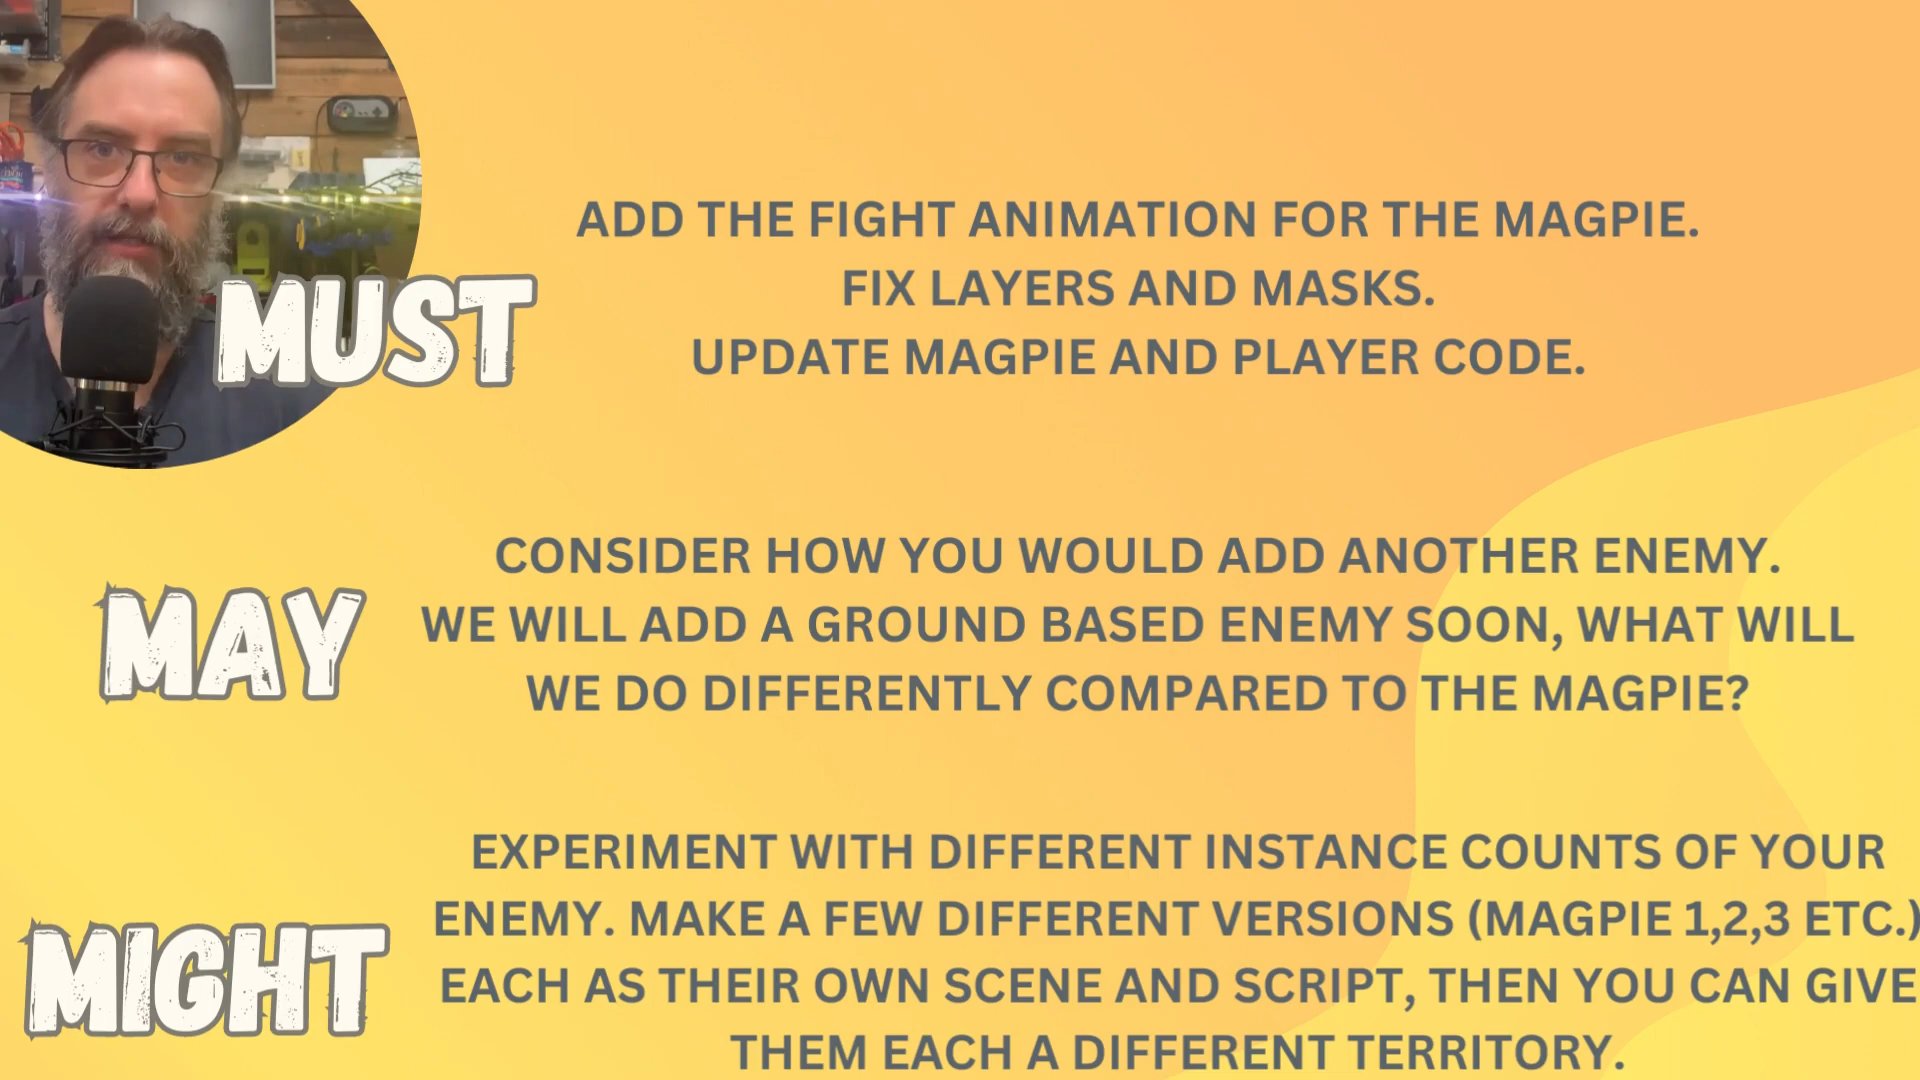 MUST
ADD THE FIGHT ANIMATION FOR THE MAGPIE.
FIX LAYERS AND MASKS.
UPDATE MAGPIE AND PLAYER CODE.
MAY
CONSIDER HOW YOU WOULD ADD ANOTHER ENEMY.
WE WILL ADD A GROUND BASED ENEMY SOON, WHAT WILL
WE DO DIFFERENTLY COMPARED TO THE MAGPIE?
MIGHT
EXPERIMENT WITH DIFFERENT INSTANCE COUNTS OF YOUR
ENEMY. MAKE A FEW DIFFERENT VERSIONS (MAGPIE 1,2,3 ETC.)
EACH AS THEIR OWN SCENE AND SCRIPT, THEN YOU CAN GIVE
THEM EACH A DIFFERENT TERRITORY.